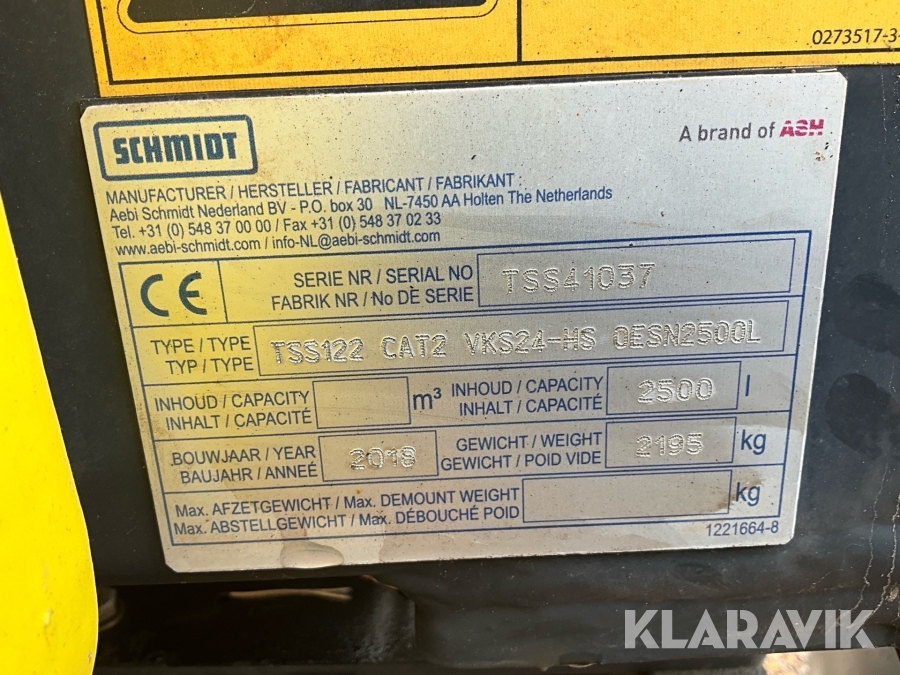 0273517-3-
SCHMIDT
A brand of ASH
MANUFACTURER / HERSTELLER / FABRICANT / FABRIKANT :
Aebi Schmidt Nederland BV - P.O. box 30 NL-7450 AA Holten The Netherlands
Tel. +31 (0) 548 37 00 00 / Fax +31 (0) 548 37 02 33
www.aebi-schmidt.com / info-NL@aebi-schmidt.com
CE
SERIE NR / SERIAL NO
FABRIK NR / No DE SERIE
TSS41037
TYPE / TYPE
TYP / TYPE
TSS122 CAT2 VKS24-HS OESN2500L
INHOUD / CAPACITY
INHALT / CAPACITÉ
m³
INHOUD / CAPACITY
INHALT / CAPACITÉ
2500
l
BOUWJAAR / YEAR
BAUJAHR / ANNEÉ
2018
GEWICHT / WEIGHT
GEWICHT / POID VIDE
2195
kg
Max. AFZETGEWICHT / Max. DEMOUNT WEIGHT
Max. ABSTELLGEWICHT / Max. DÉBOUCHÉ POID
kg
1221664-8
KLARAVIK